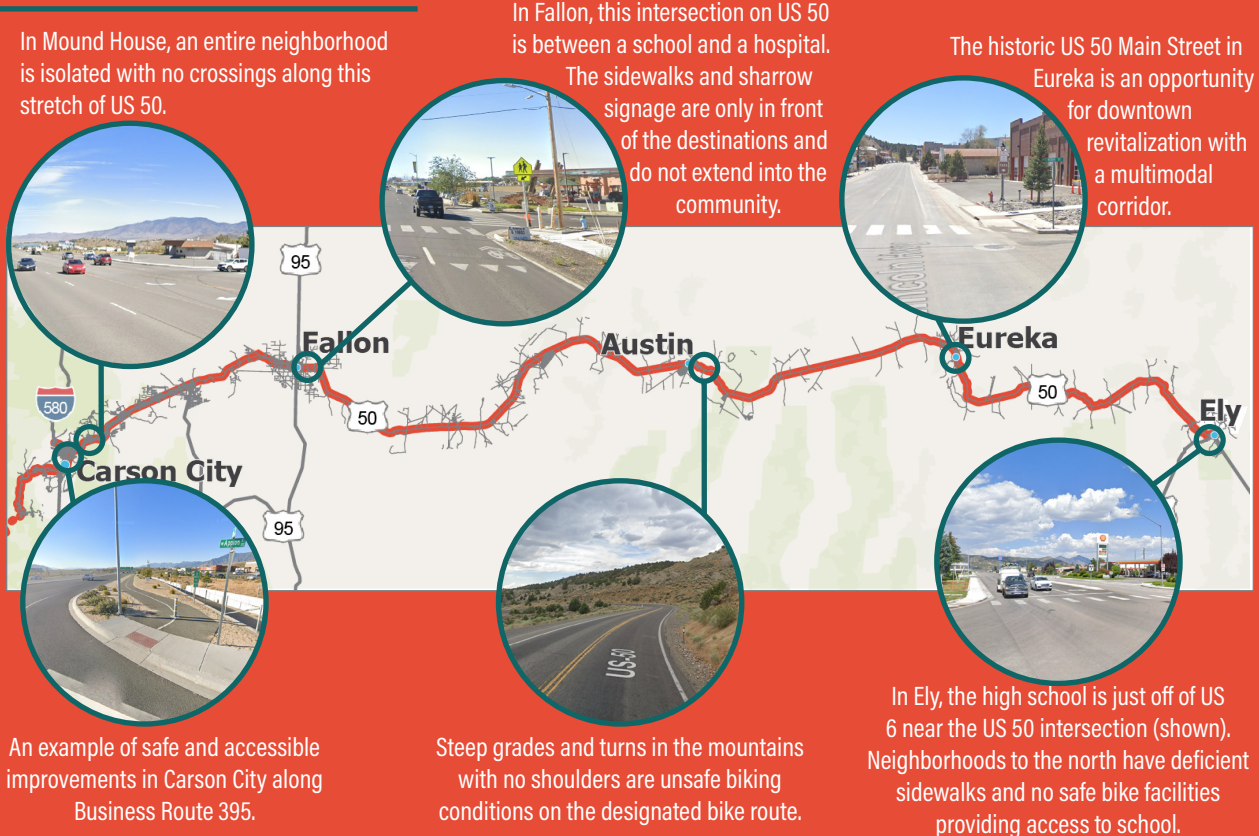 In Mound House, an entire neighborhood
is isolated with no crossings along this
stretch of US 50.
In Fallon, this intersection on US 50
is between a school and a hospital.
The sidewalks and sharrow
signage are only in front
of the destinations and
do not extend into the
community.
The historic US 50 Main Street in
Eureka is an opportunity
for downtown
revitalization with
a multimodal
corridor.
95
Fallon
Austin
Eureka
580
50
50
Ely
Carson City
95
US-50
An example of safe and accessible
improvements in Carson City along
Business Route 395.
Steep grades and turns in the mountains
with no shoulders are unsafe biking
conditions on the designated bike route.
In Ely, the high school is just off of US
6 near the US 50 intersection (shown).
Neighborhoods to the north have deficient
sidewalks and no safe bike facilities
providing access to school.